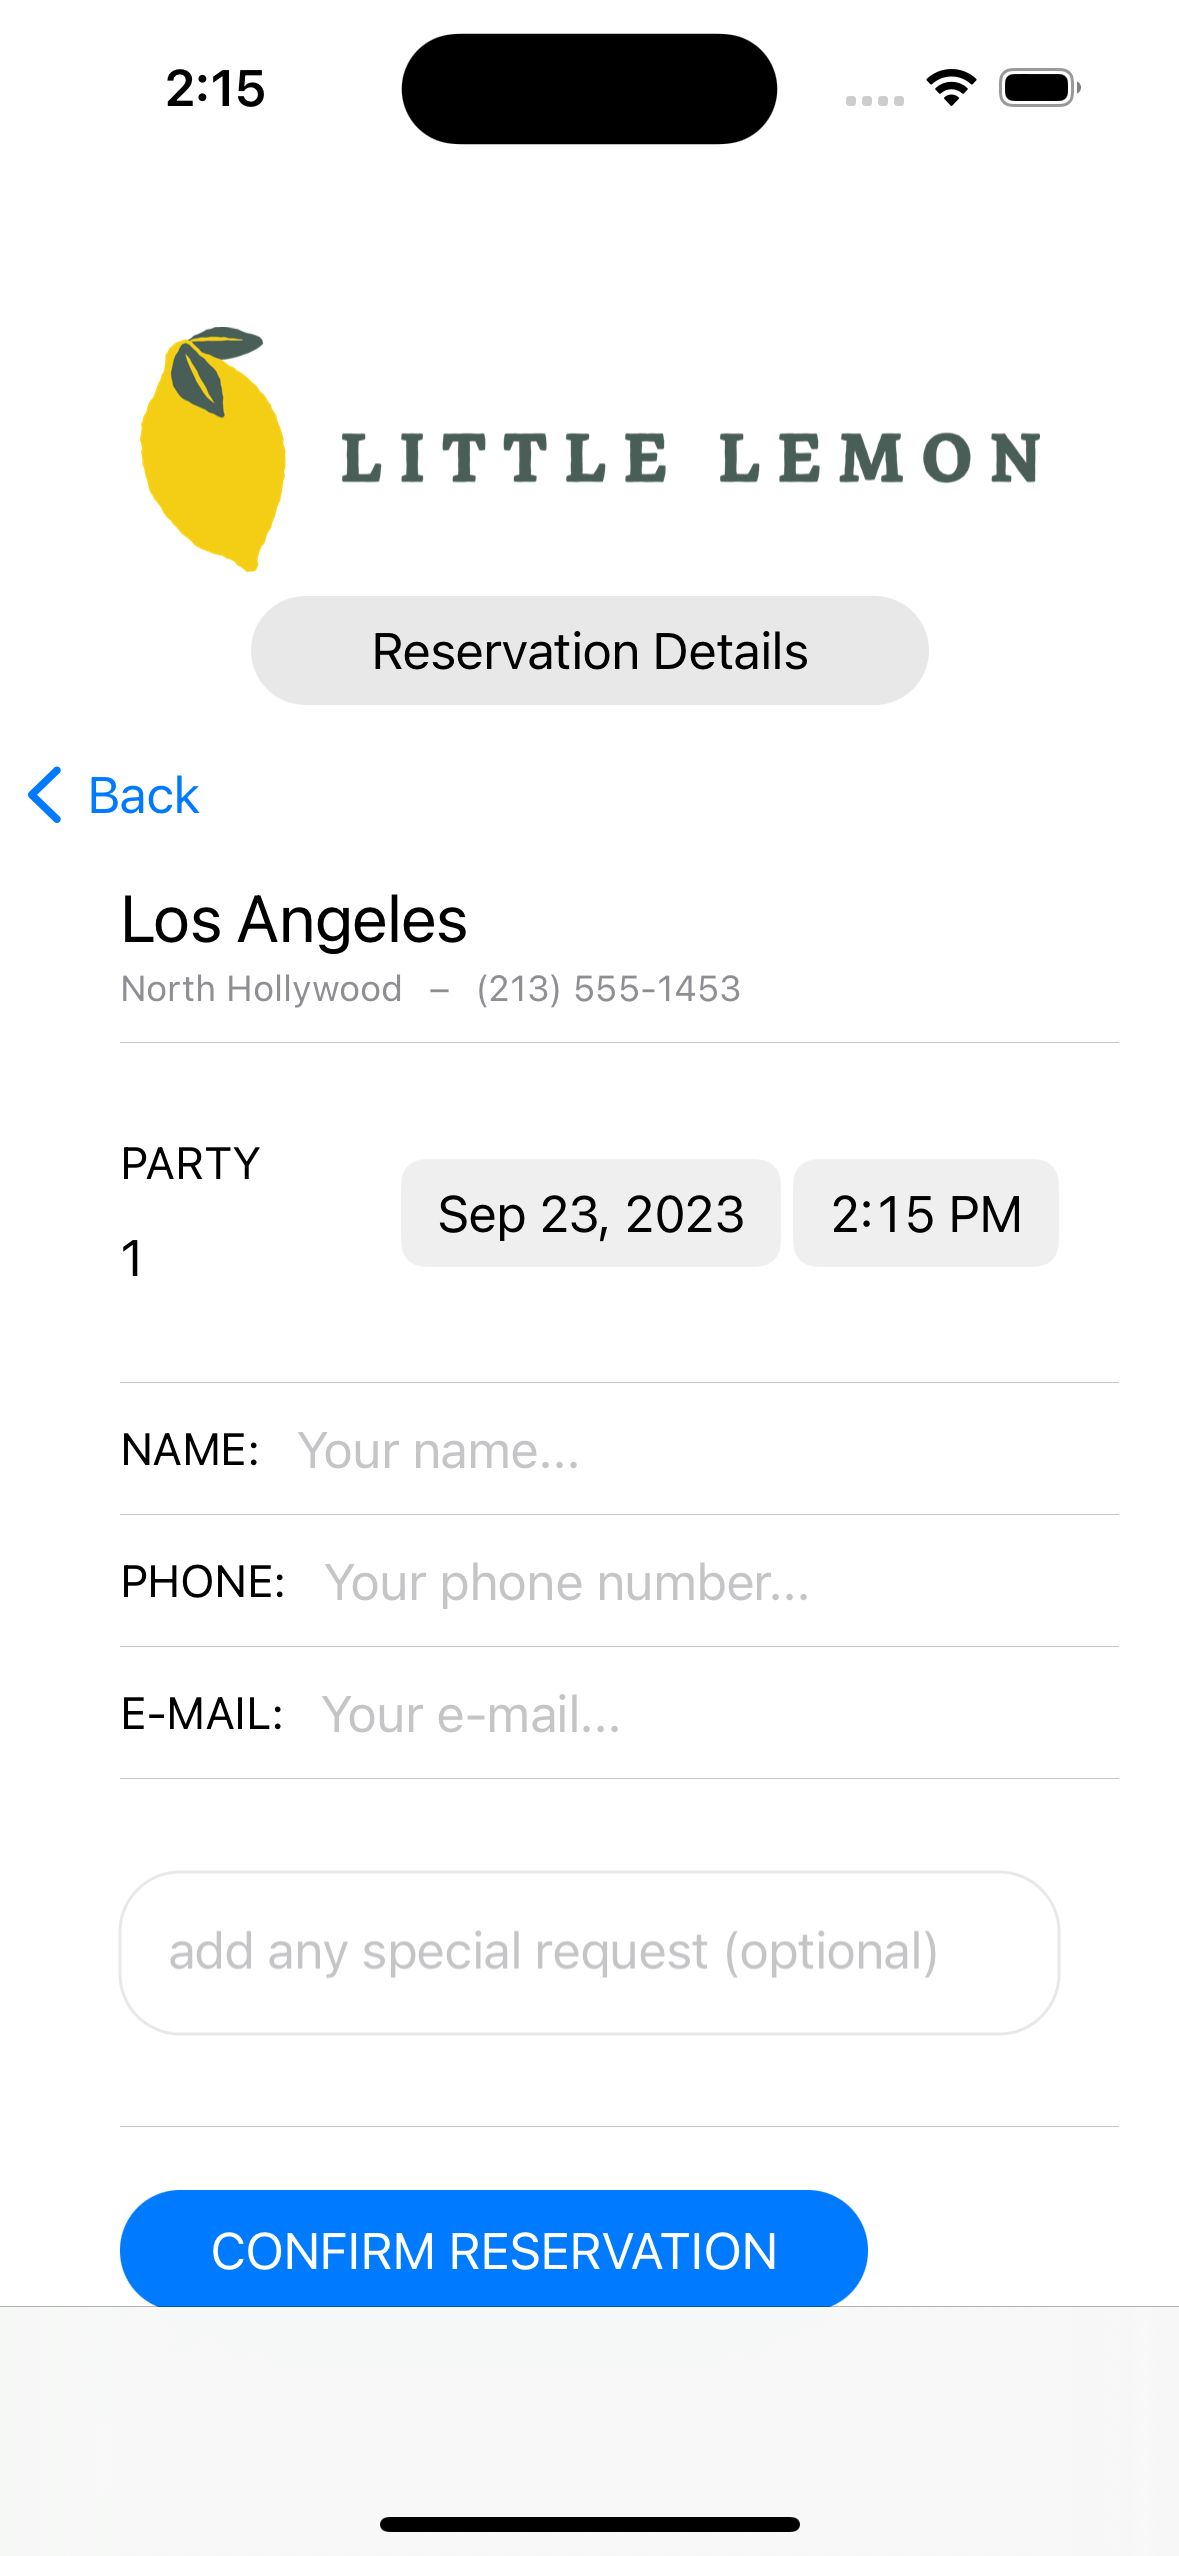 2:15
LITTLE LEMON
Reservation Details
Back
Los Angeles
North Hollywood – (213) 555-1453
PARTY
Sep 23, 2023 2:15 PM
1
NAME: Your name...
PHONE: Your phone number...
E-MAIL: Your e-mail...
add any special request (optional)
CONFIRM RESERVATION